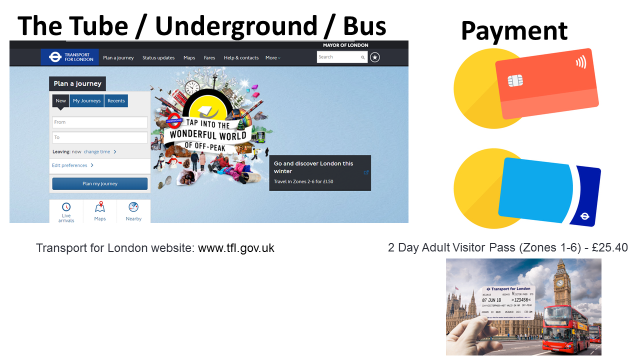 The Tube / Underground / Bus
Payment
MAYOR OF LONDON
TRANSPORT
FOR LONDON
Plan a journey
Status updates
Maps
Fares
Help & contacts
More
Search
Plan a journey
New
My Journeys
Recents
From
To
Leaving: now change time >
Edit preferences >
Plan my journey
Live
arrivals
Maps
Nearby
TAP INTO THE
WONDERFUL WORLD
OF OFF-PEAK
Go and discover London this
winter
Travel in Zones 2-6 for £1.50
Transport for London website: www.tfl.gov.uk
2 Day Adult Visitor Pass (Zones 1-6) - £25.40
Transport for London
07 JUN 18